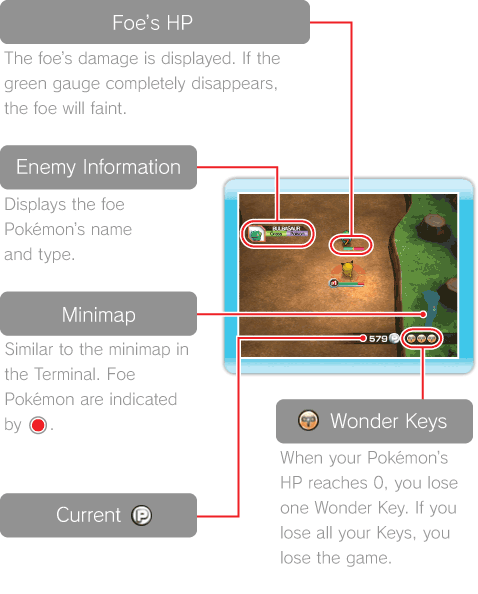 Foe's HP
The foe's damage is displayed. If the
green gauge completely disappears,
the foe will faint.
Enemy Information
Displays the foe
Pokémon's name
and type.
BULBASAUR
Grass Poison
Minimap
Similar to the minimap in
the Terminal. Foe
Pokémon are indicated
by .
579 P
Wonder Keys
When your Pokémon's
HP reaches 0, you lose
one Wonder Key. If you
lose all your Keys, you
lose the game.
Current P